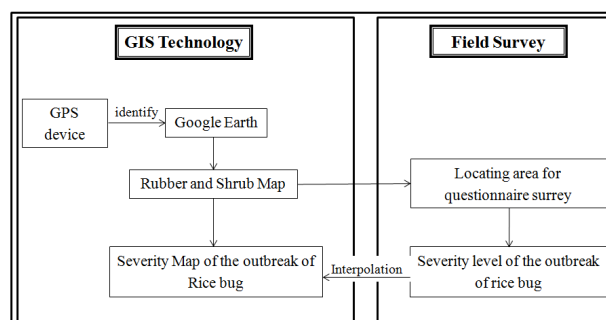 GIS Technology
Field Survey
GPS
device
identify
Google Earth
Rubber and Shrub Map
Locating area for
questionnaire surrey
Severity Map of the outbreak of
Rice bug
Interpolation
Severity level of the outbreak
of rice bug